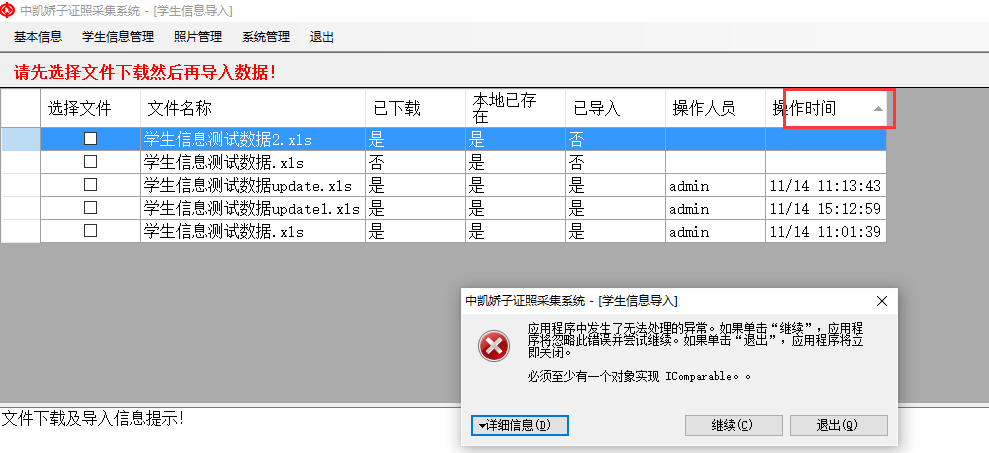 中凯娇子证照采集系统 - [学生信息导入]
基本信息 学生信息管理 照片管理 系统管理 退出
请先选择文件下载然后再导入数据!
选择文件 文件名称 已下载 本地已存在 已导入 操作人员 操作时间
学生信息测试数据2.xls 是 是 否
学生信息测试数据.xls 否 是 否
学生信息测试数据update.xls 是 是 是 admin 11/14 11:13:43
学生信息测试数据update1.xls 是 是 是 admin 11/14 15:12:59
学生信息测试数据.xls 是 是 是 admin 11/14 11:01:39
中凯娇子证照采集系统 - [学生信息导入]
应用程序中发生了无法处理的异常。如果单击“继续”，应用程
序将忽略此错误并尝试继续。如果单击“退出”，应用程序将立
即关闭。
必须至少有一个对象实现 IComparable。。
详细信息(D) 继续(C) 退出(Q)
文件下载及导入信息提示!